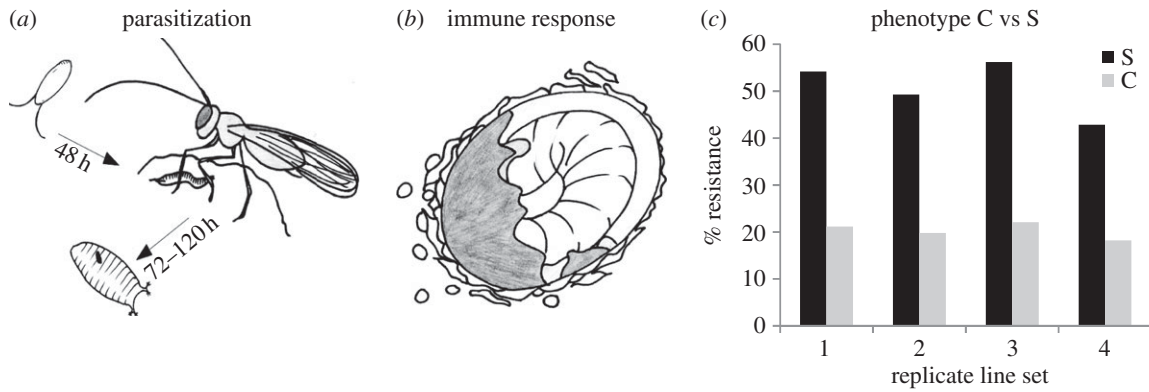 (a) parasitization
48 h
72–120 h
(b) immune response
(c) phenotype C vs S
60
50
40
30
20
10
0
% resistance
S
C
1 2 3 4
replicate line set